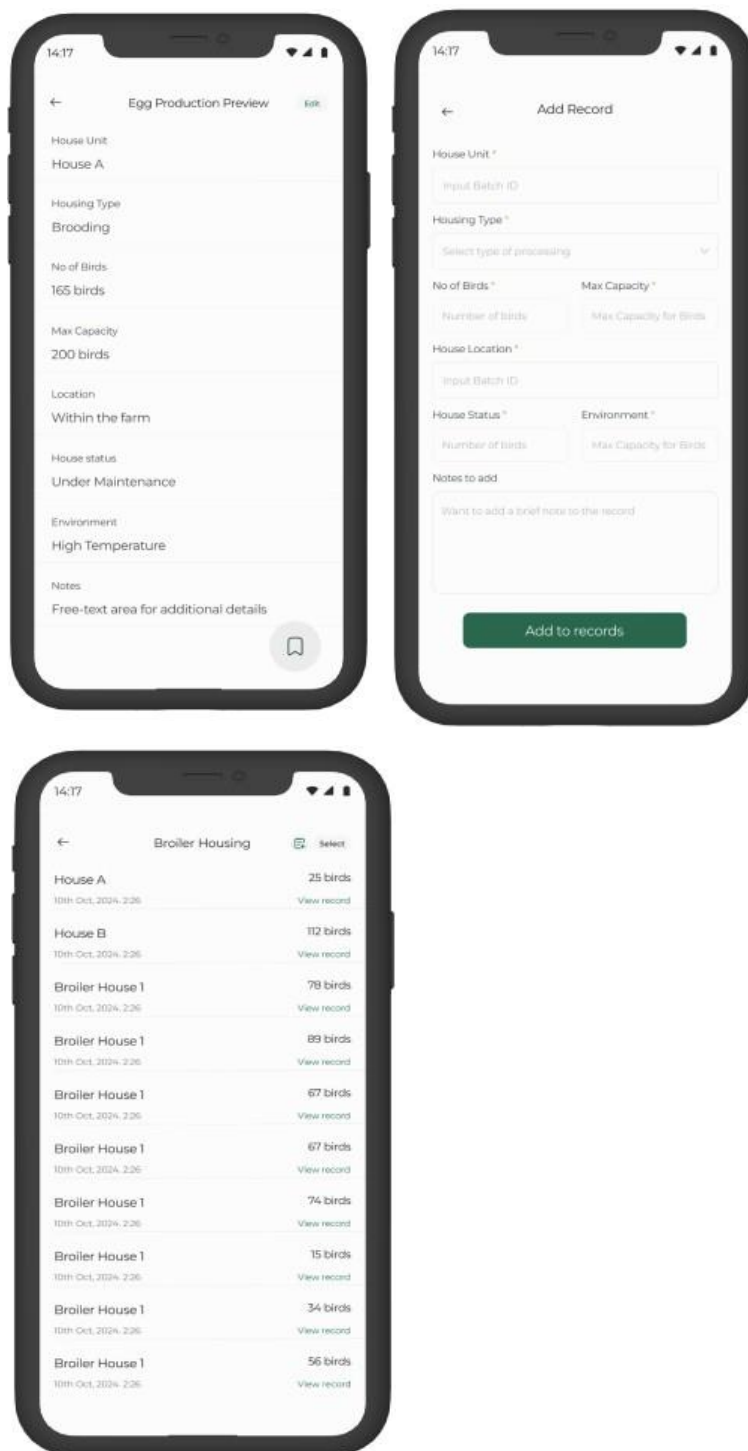 14:17
Egg Production Preview Edit
House Unit
House A
Housing Type
Brooding
No of Birds
165 birds
Max Capacity
200 birds
Location
Within the farm
House status
Under Maintenance
Environment
High Temperature
Notes
Free-text area for additional details
14:17
Add Record
House Unit *
Input Batch ID
Housing Type *
Select type of processing
No of Birds * Max Capacity *
Number of birds Max Capacity for Birds
House Location *
Input Batch ID
House Status * Environment *
Number of birds Max Capacity for Birds
Notes to add
Want to add a brief note to the record
Add to records
14:17
Broiler Housing Select
House A 25 birds
10th Oct, 2024. 2:26 View record
House B 112 birds
10th Oct, 2024. 2:26 View record
Broiler House 1 78 birds
10th Oct, 2024. 2:26 View record
Broiler House 1 89 birds
10th Oct, 2024. 2:26 View record
Broiler House 1 67 birds
10th Oct, 2024. 2:26 View record
Broiler House 1 67 birds
10th Oct, 2024. 2:26 View record
Broiler House 1 74 birds
10th Oct, 2024. 2:26 View record
Broiler House 1 15 birds
10th Oct, 2024. 2:26 View record
Broiler House 1 34 birds
10th Oct, 2024. 2:26 View record
Broiler House 1 56 birds
10th Oct, 2024. 2:26 View record